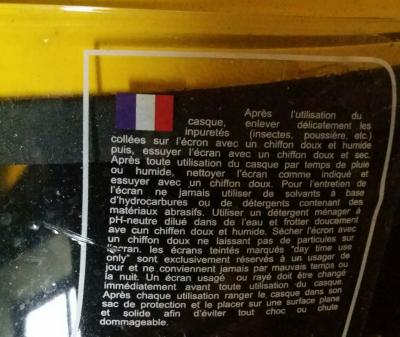 Après l'utilisation du
casque, enlever délicatement les
inpuretés (insectes, poussière, etc.)
collées sur l'écron avec un chiffon doux et humide
puis, essuyer l'écran avec un chiffon doux et sec.
Après toute utilisation du casque par temps de pluie
ou humide, nettoyer l'écran comme indiqué et
essuyer avec un chiffon doux. Pour l'entretien de
l'écran ne jamais utiliser de solvants à base
d'hydrocarbures ou de détergents contenant des
matériaux abrasifs. Utiliser un detergent ménager à
pH-neutre dilué dans de l'eau et frotter doucement
ave cun chiffen doux et humide. Sécher l'écran avec
un chiffon doux ne laissant pas de particules sur
l'écran. les écrans teintés marqués "day time use
only" sont exclusivement réservés à un usager de
jour et ne conviennent jamais par mauvais temps ou
la nuit. Un écran usagé ou rayé doit être changé
immédiatement avant toute utilisation du casque.
Après chaque utilisation ranger le casque dans son
sac de protection et le placer sur une surface plane
et solide afin d'éviter tout choc ou chute
dommageable.